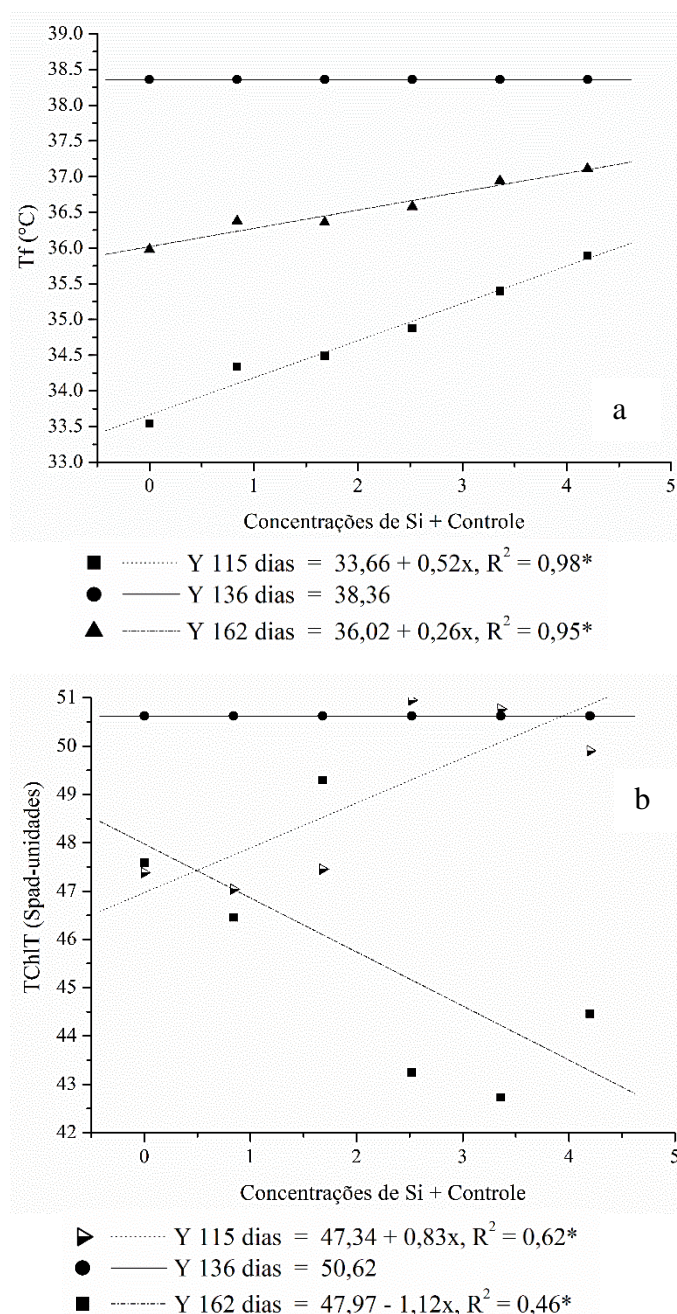 39.0
38.5
38.0
37.5
37.0
36.5
36.0
35.5
35.0
34.5
34.0
33.5
33.0
Tf (°C)
a
0 1 2 3 4 5
Concentrações de Si + Controle
Y 115 dias = 33,66 + 0,52x, R² = 0,98*
Y 136 dias = 38,36
Y 162 dias = 36,02 + 0,26x, R² = 0,95*
51
50
49
48
47
46
45
44
43
42
TChlT (Spad-unidades)
b
0 1 2 3 4 5
Concentrações de Si + Controle
Y 115 dias = 47,34 + 0,83x, R² = 0,62*
Y 136 dias = 50,62
Y 162 dias = 47,97 - 1,12x, R² = 0,46*